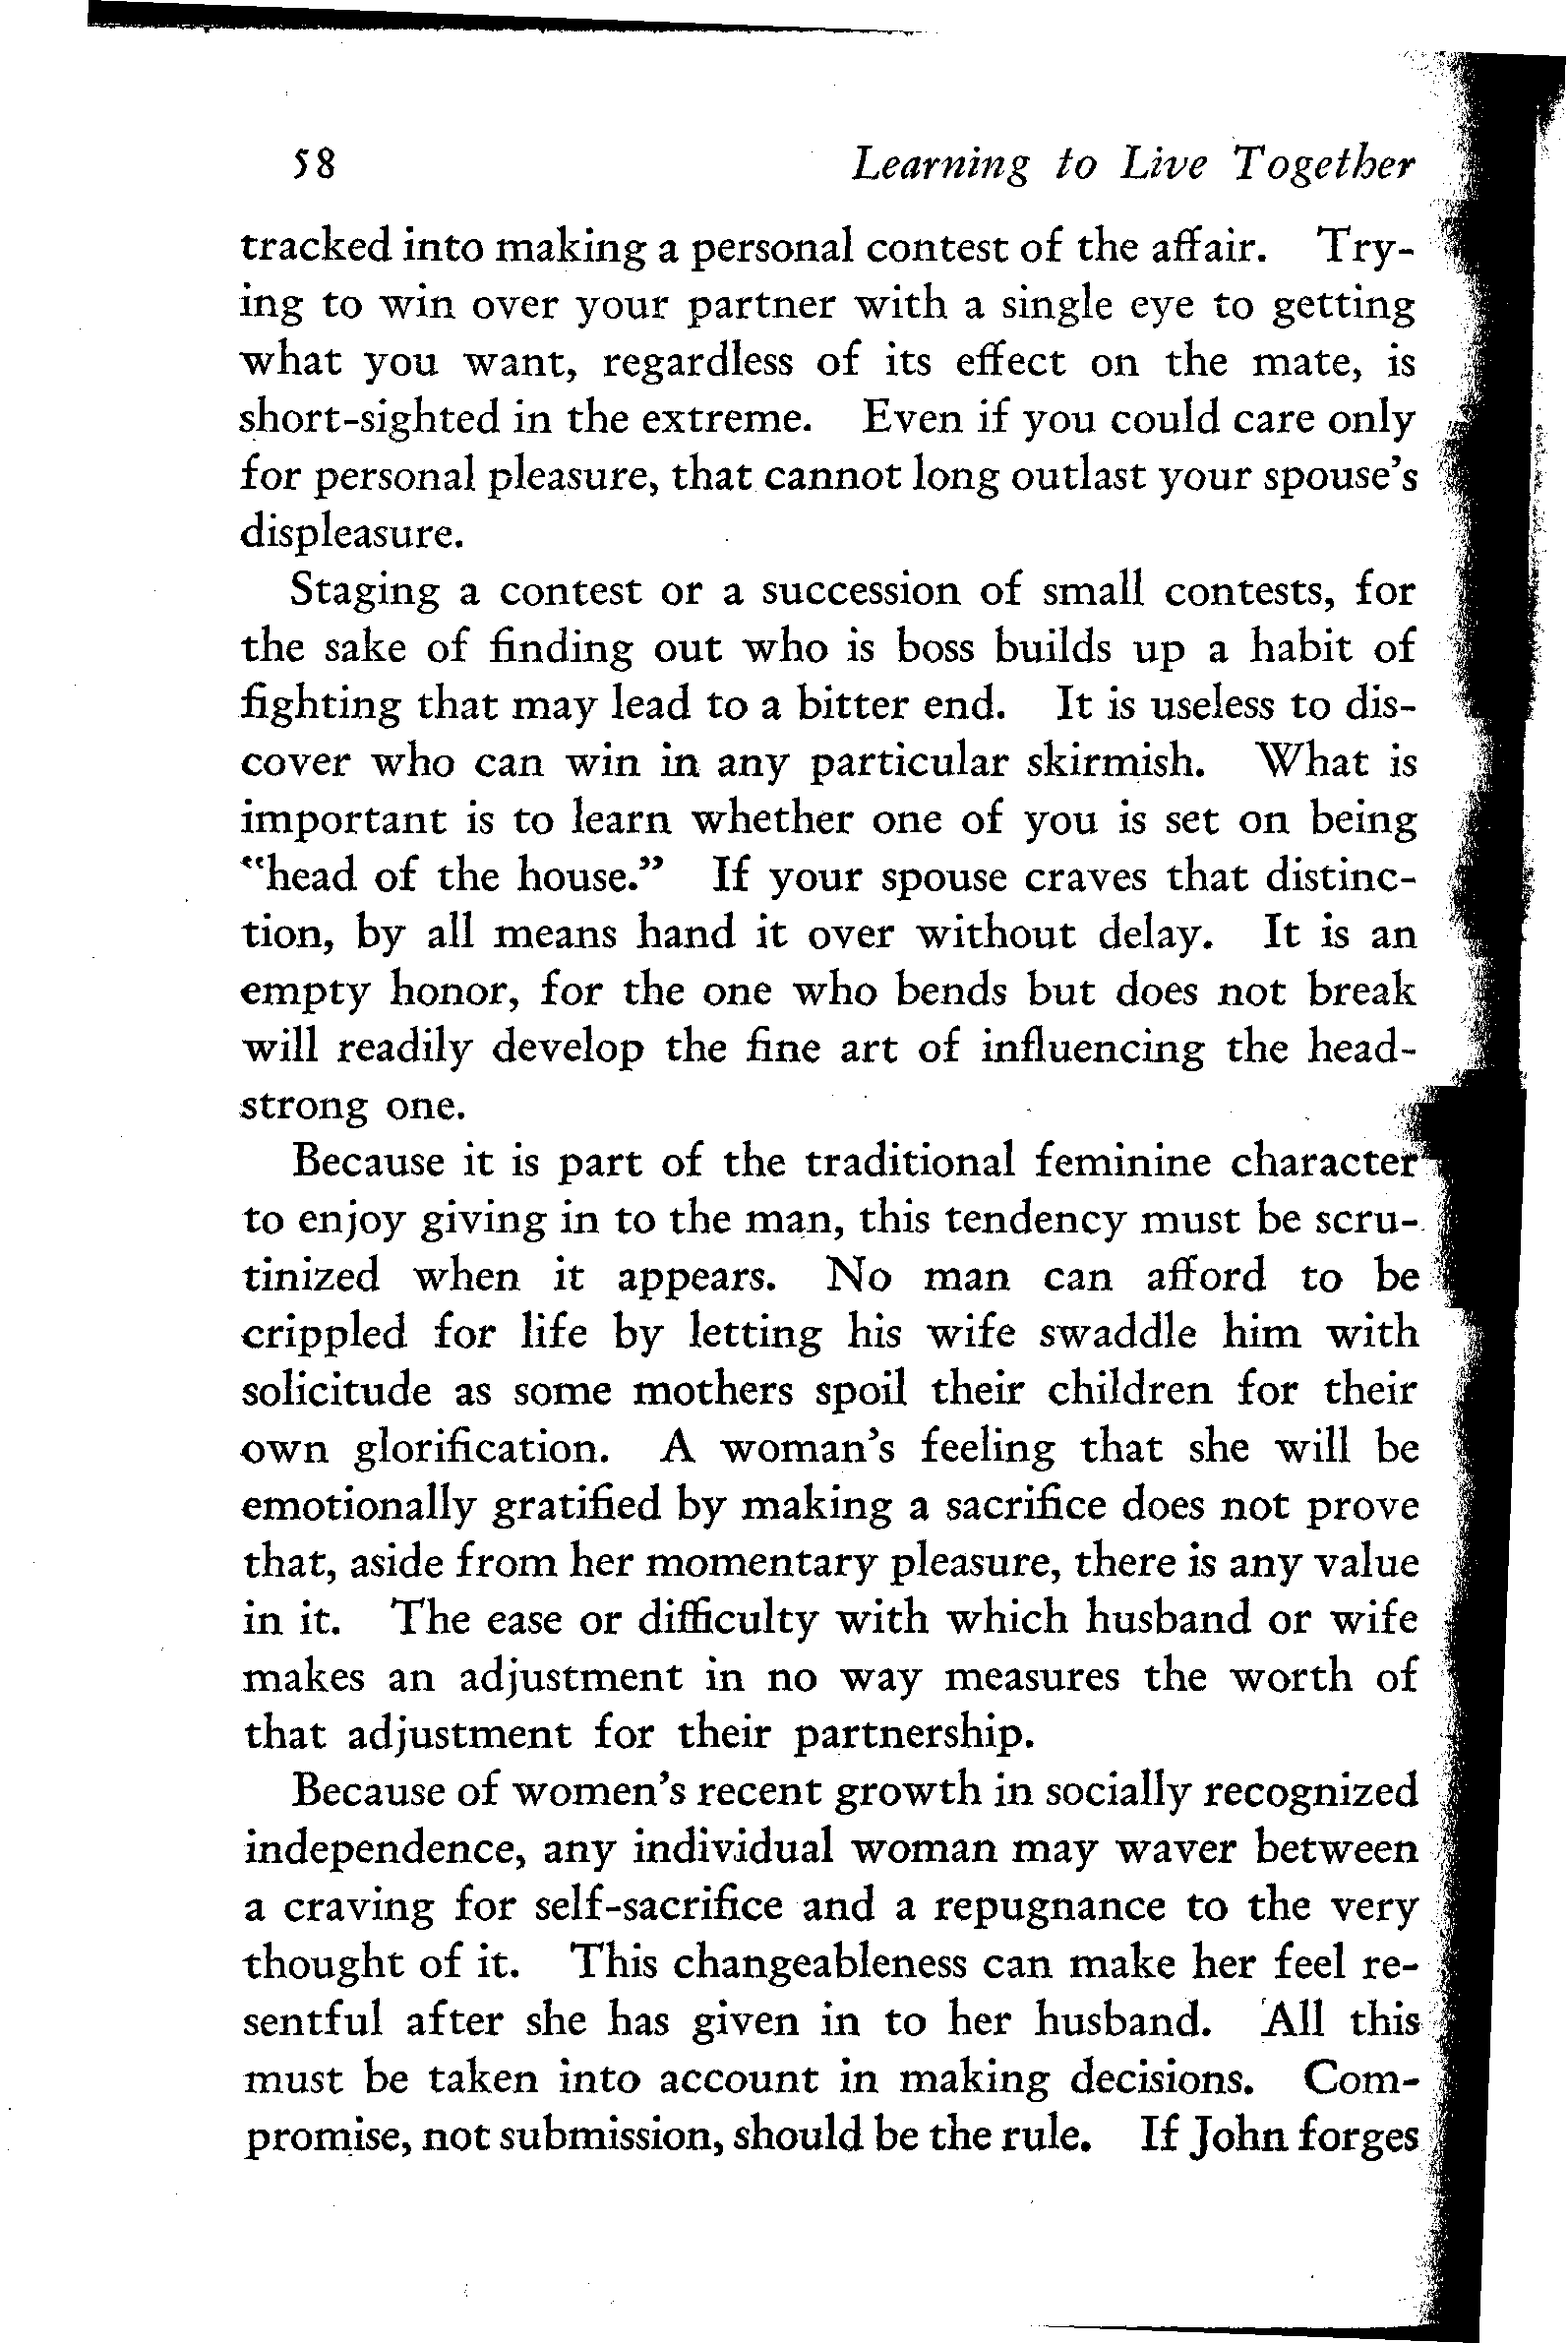 58 Learning to Live Together
tracked into making a personal contest of the affair. Try-
ing to win over your partner with a single eye to getting
what you want, regardless of its effect on the mate, is
short-sighted in the extreme. Even if you could care only
for personal pleasure, that cannot long outlast your spouse's
displeasure.
Staging a contest or a succession of small contests, for
the sake of finding out who is boss builds up a habit of
fighting that may lead to a bitter end. It is useless to dis-
cover who can win in any particular skirmish. What is
important is to learn whether one of you is set on being
"head of the house." If your spouse craves that distinc-
tion, by all means hand it over without delay. It is an
empty honor, for the one who bends but does not break
will readily develop the fine art of influencing the head-
strong one.
Because it is part of the traditional feminine character
to enjoy giving in to the man, this tendency must be scru-
tinized when it appears. No man can afford to be
crippled for life by letting his wife swaddle him with
solicitude as some mothers spoil their children for their
own glorification. A woman's feeling that she will be
emotionally gratified by making a sacrifice does not prove
that, aside from her momentary pleasure, there is any value
in it. The ease or difficulty with which husband or wife
makes an adjustment in no way measures the worth of
that adjustment for their partnership.
Because of women's recent growth in socially recognized
independence, any individual woman may waver between
a craving for self-sacrifice and a repugnance to the very
thought of it. This changeableness can make her feel re-
sentful after she has given in to her husband. All this
must be taken into account in making decisions. Com-
promise, not submission, should be the rule. If John forges